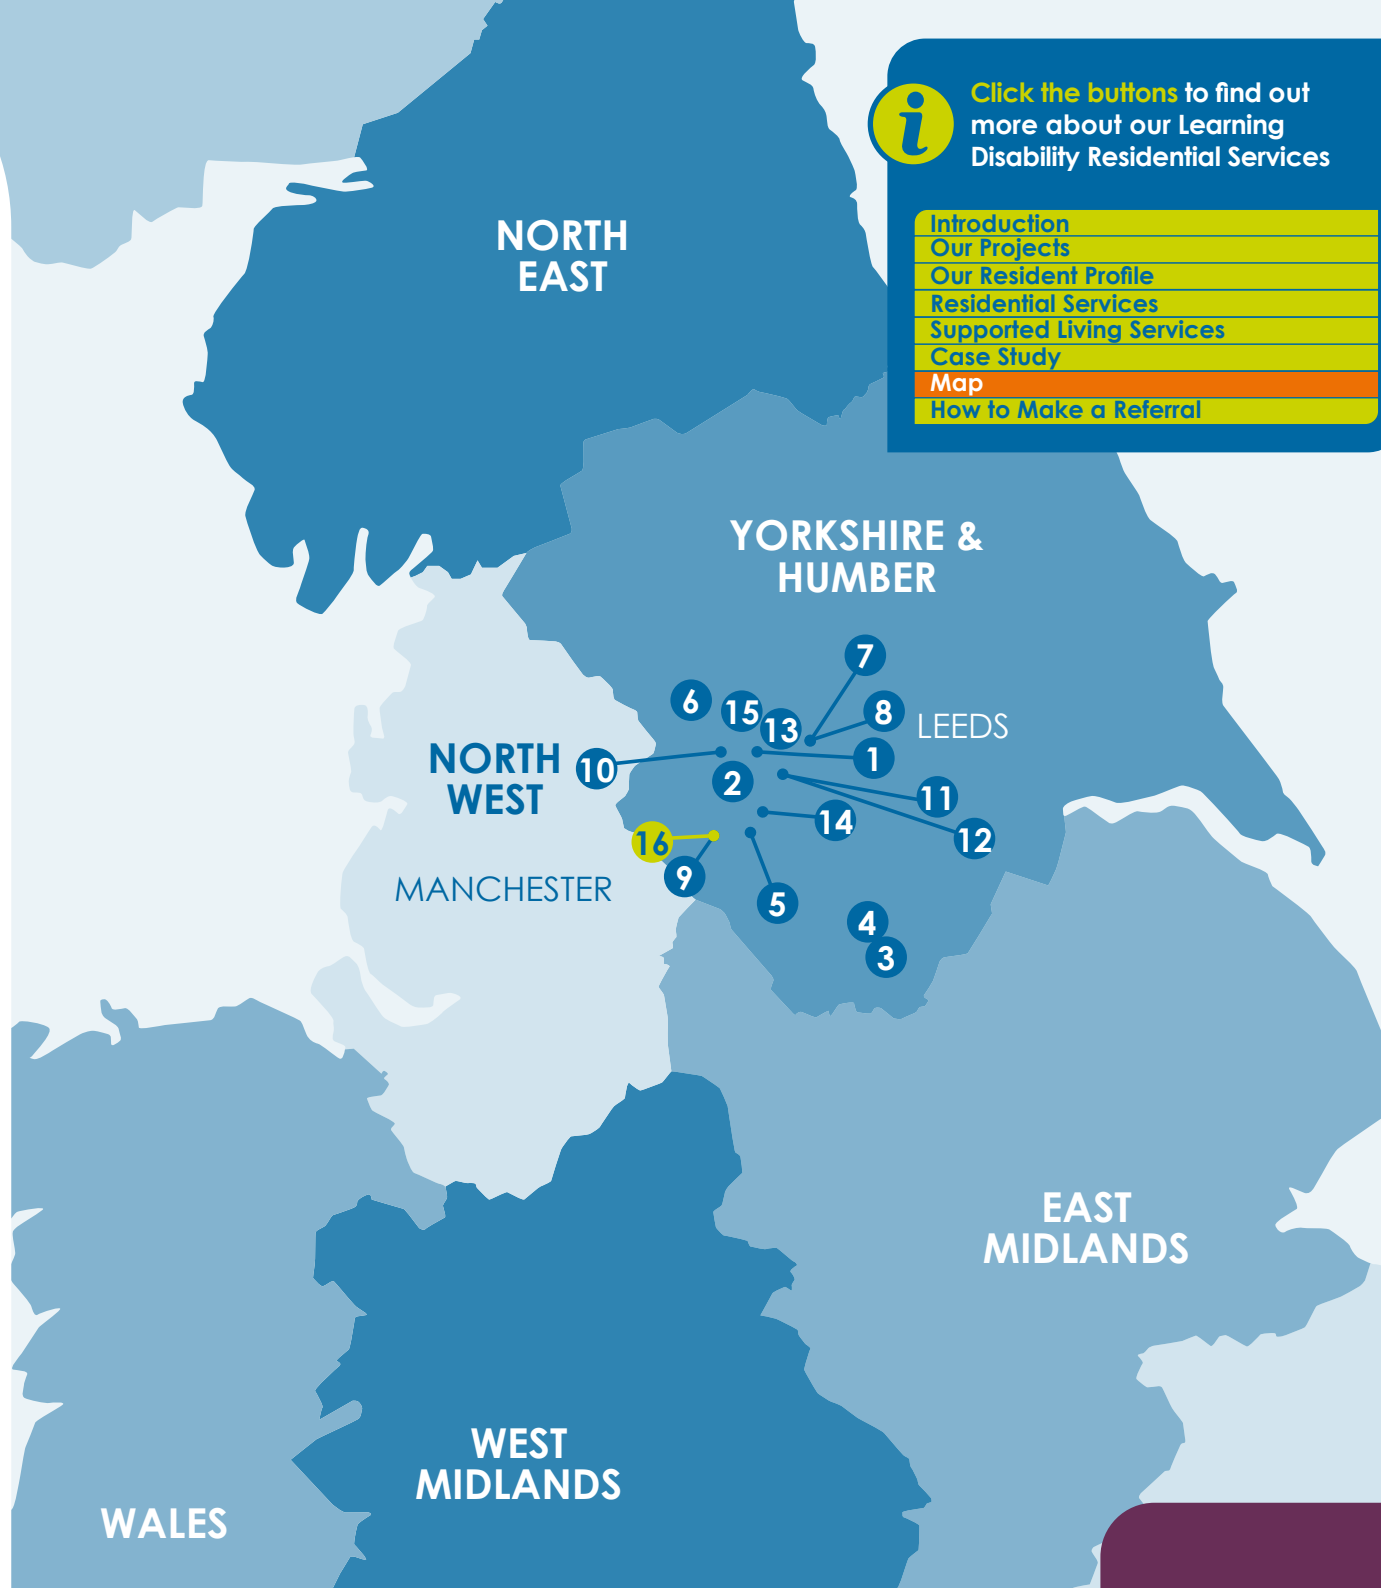 Click the buttons to find out
more about our Learning
Disability Residential Services
Introduction
Our Projects
Our Resident Profile
Residential Services
Supported Living Services
Case Study
Map
How to Make a Referral
NORTH
EAST
YORKSHIRE &
HUMBER
7
6
15
8
13
LEEDS
1
NORTH
WEST
10
2
11
14
12
16
9
MANCHESTER
5
4
3
EAST
MIDLANDS
WEST
MIDLANDS
WALES